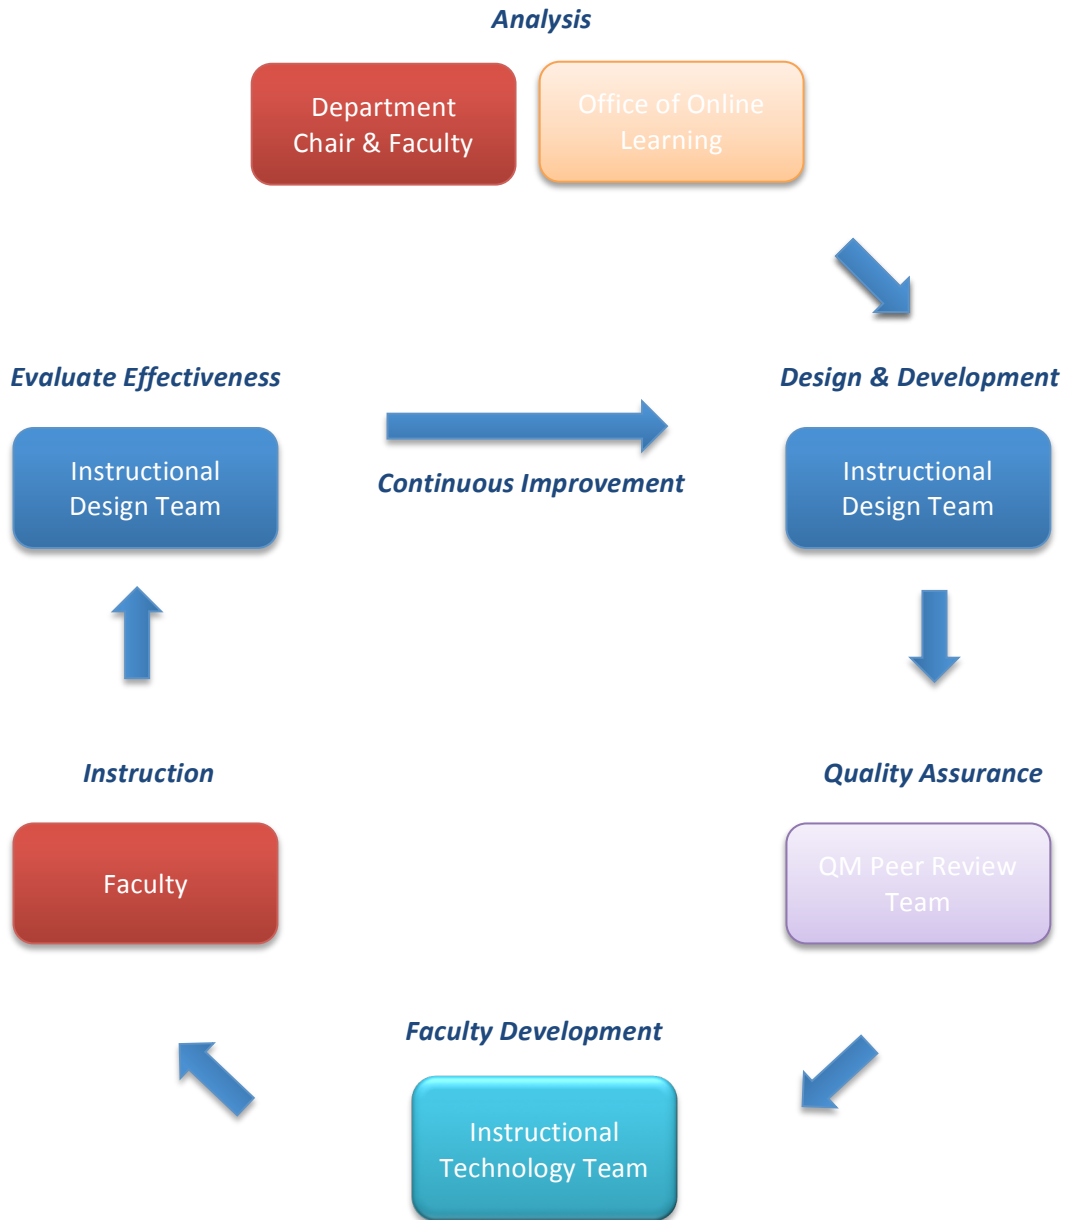 Analysis
Department
Chair & Faculty
Office of Online
Learning
Evaluate Effectiveness
Design & Development
Instructional
Design Team
Continuous Improvement
Instructional
Design Team
Instruction
Quality Assurance
Faculty
QM Peer Review
Team
Faculty Development
Instructional
Technology Team